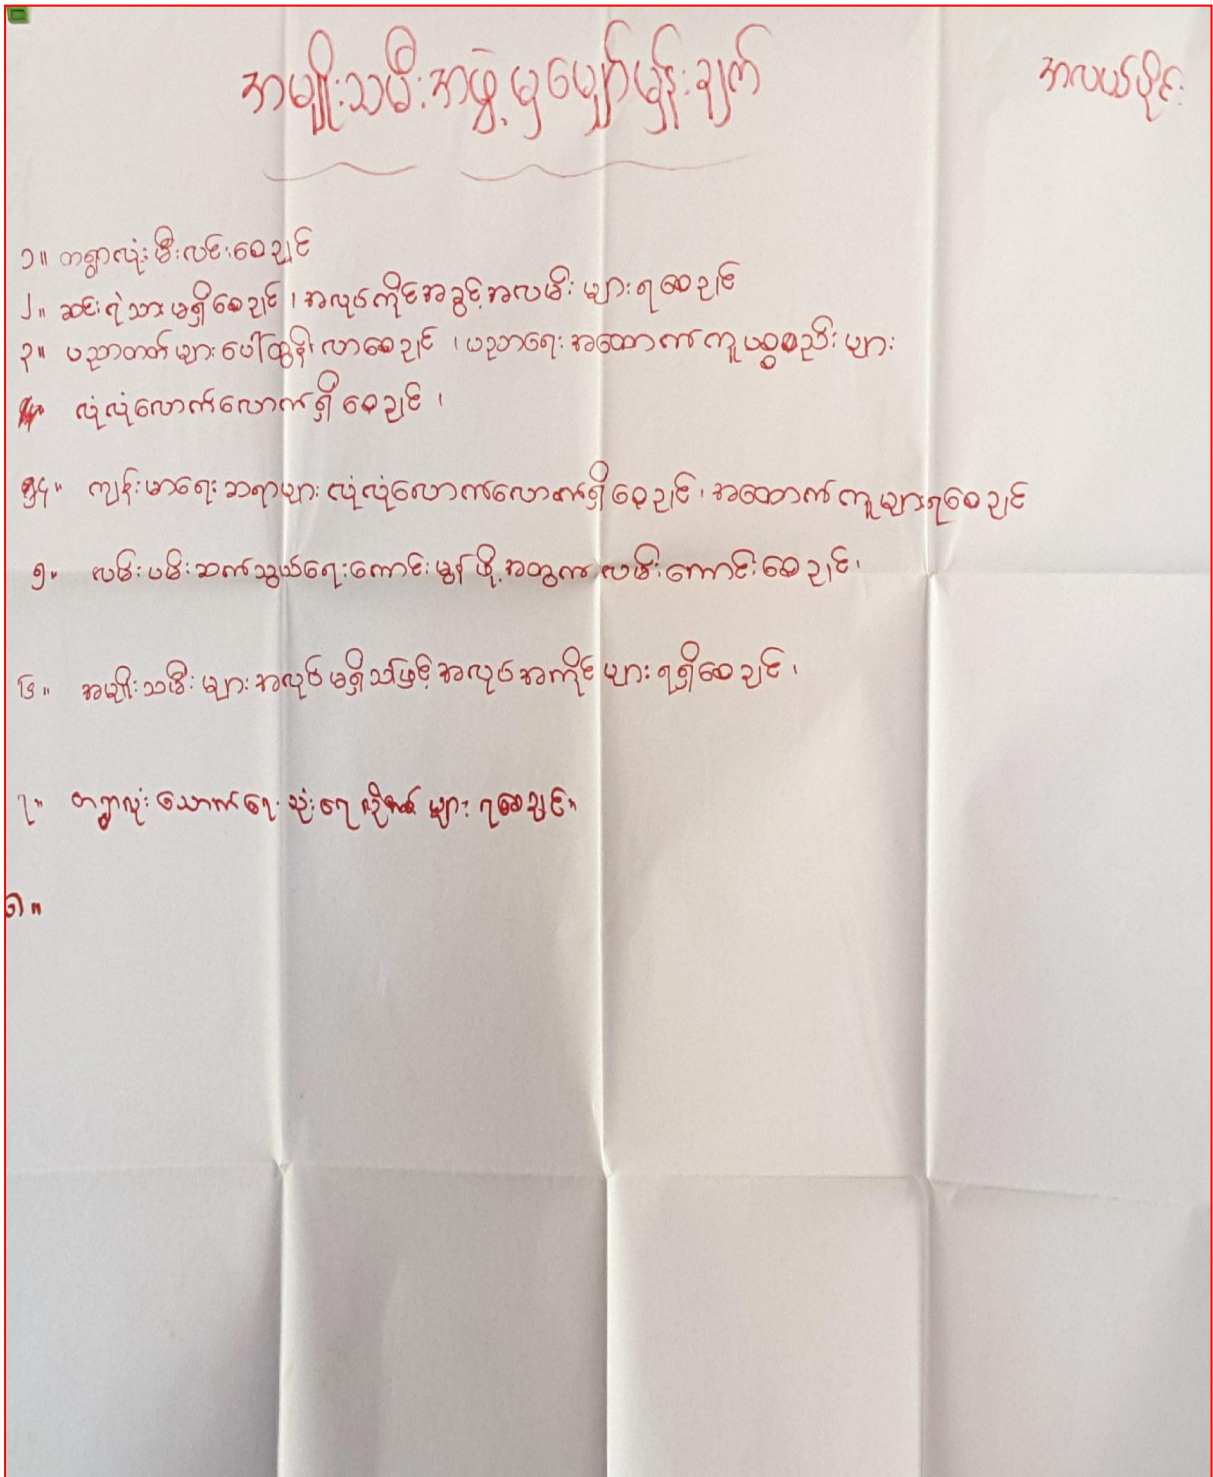 အမျိုးသမီးအဖွဲ့မှမျှော်မှန်းချက်
အလယ်ပိုင်း
၁။ တရွာလုံးမီးလင်းစေချင်
၂။ ဆင်းရဲသားမရှိစေချင်၊ အလုပ်ကိုင်အခွင့်အလမ်းများရစေချင်
၃။ ပညာတတ်များပေါ်ထွန်းလာစေချင်၊ ပညာရေးအထောက်ကူပစ္စည်းများ
လုံလုံလောက်လောက်ရှိစေချင်၊
၄။ ကျန်းမာရေးဆရာများလုံလုံလောက်လောက်ရှိစေချင်၊ အထောက်ကူများရစေချင်
၅။ လမ်းပမ်းဆက်သွယ်ရေးကောင်းမွန်ဖို့အတွက်လမ်းကောင်းစေချင်၊
၆။ အမျိုးသမီးများအလုပ်မရှိသဖြင့်အလုပ်အကိုင်များရရှိစေချင်၊
၇။ တရွာလုံးသောက်ရေသုံးရေ များရစေချင်။
၈။